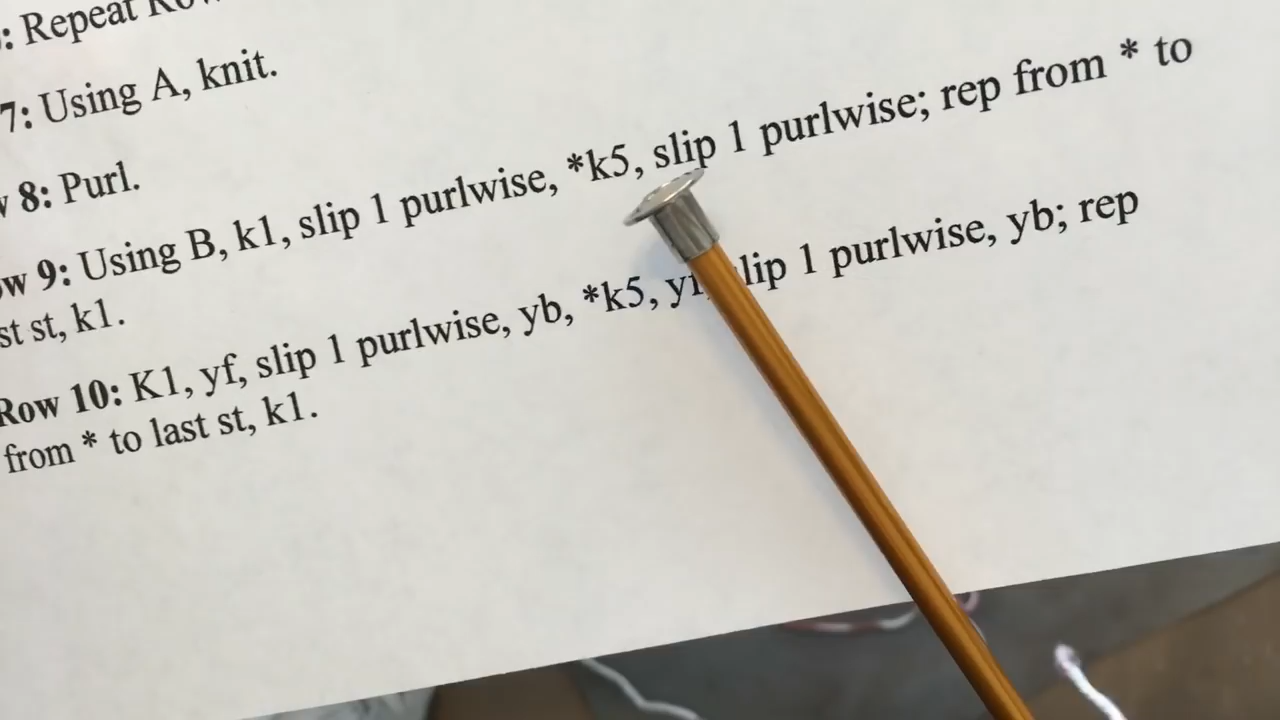 : Repeat
7: Using A, knit.
8: Purl.
9: Using B, k1, slip 1 purlwise, *k5, slip 1 purlwise; rep from * to
st, k1.
Row 10: K1, yf, slip 1 purlwise, yb, *k5, 1 purlwise, yb; rep
from * to last st, k1.